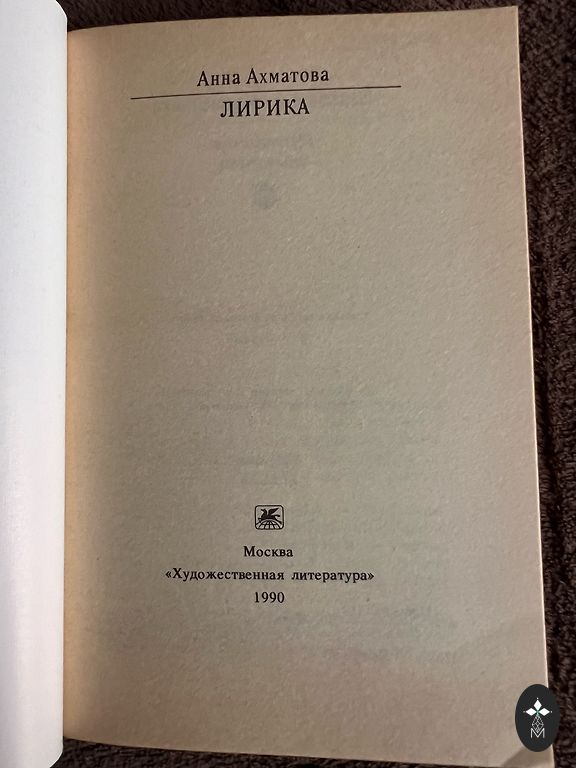 Анна Ахматова
ЛИРИКА
Москва
«Художественная литература»
1990
M